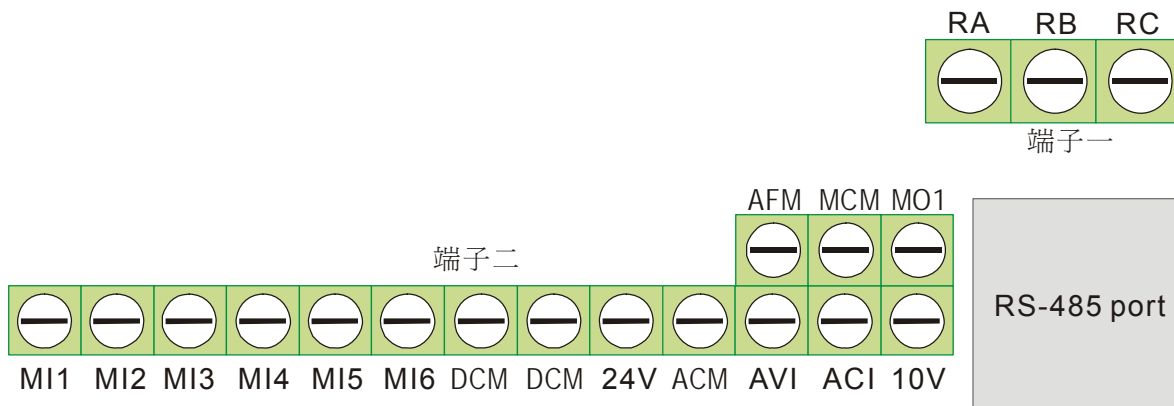 RA RB RC
端子一
AFM MCM MO1
端子二
RS-485 port
MI1 MI2 MI3 MI4 MI5 MI6 DCM DCM 24V ACM AVI ACI 10V